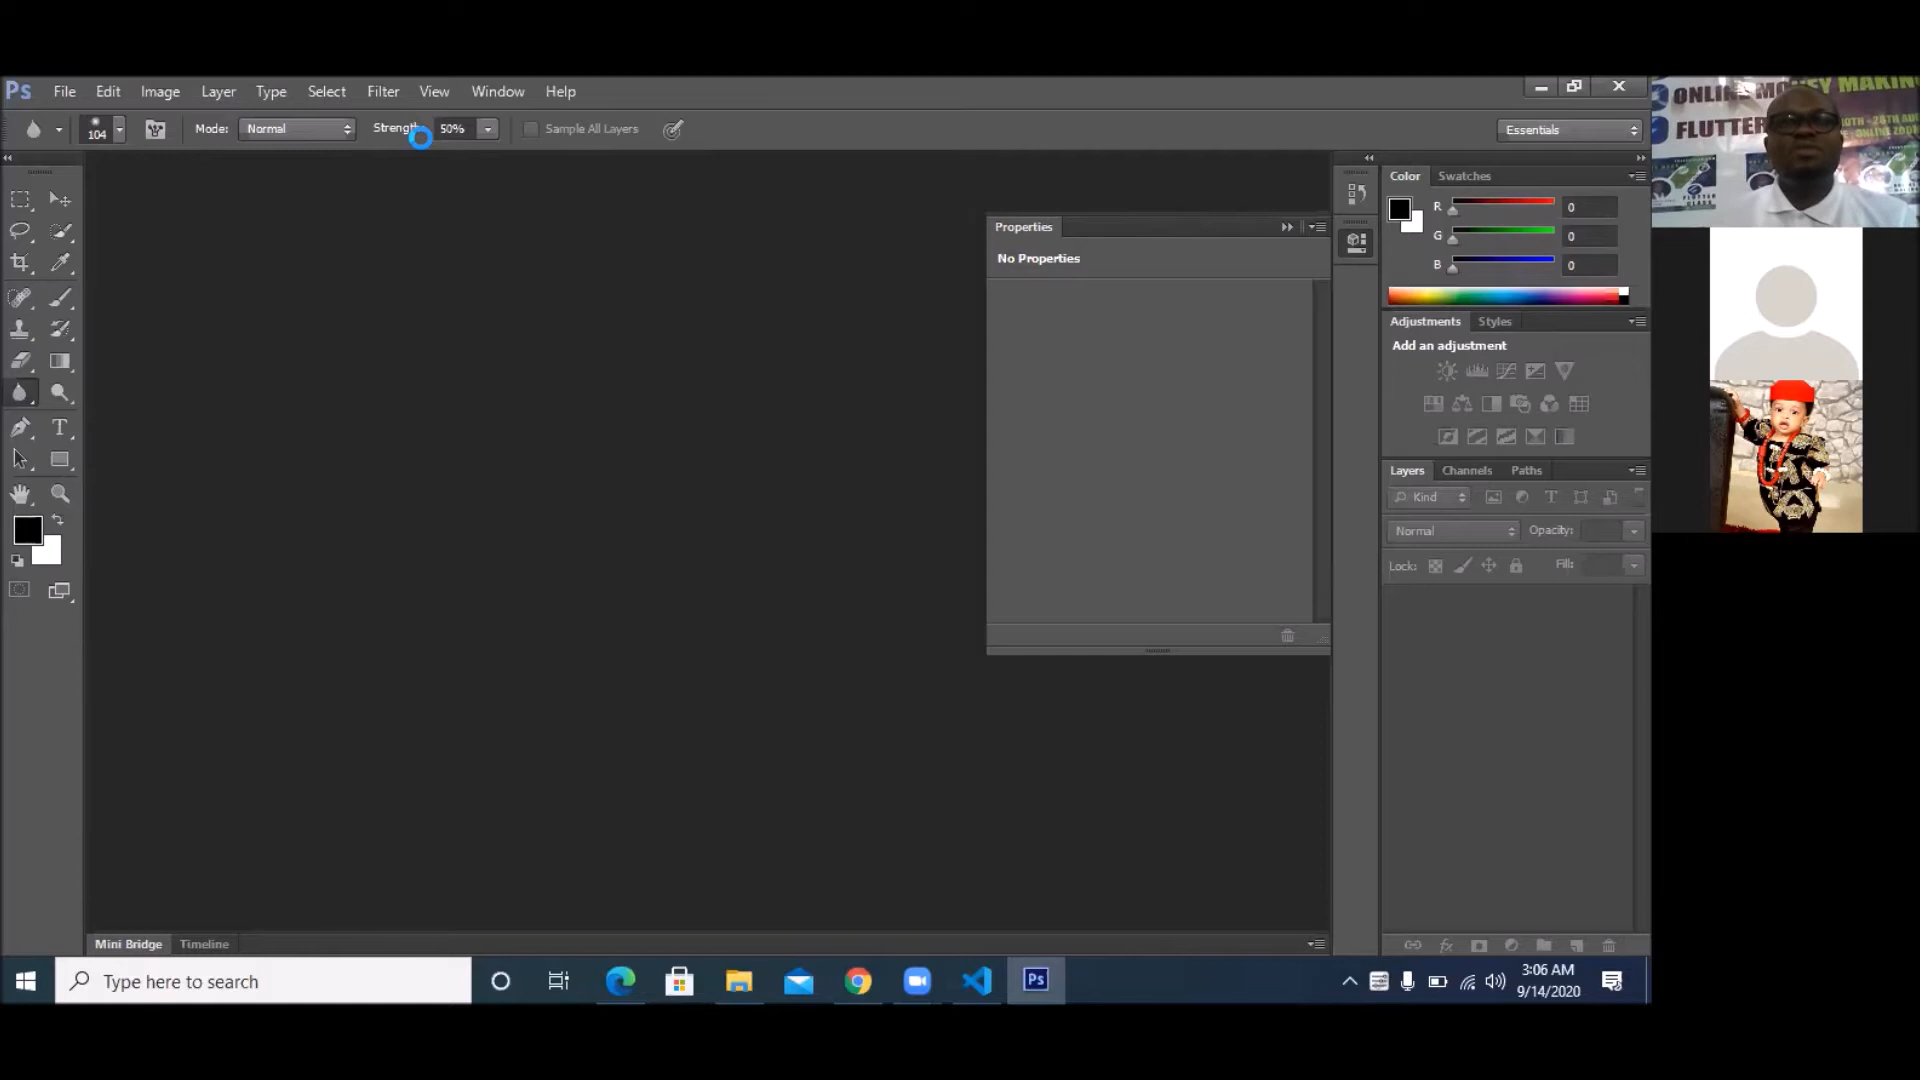 Ps File Edit Image Layer Type Select Filter View Window Help
104 Mode: Normal Strength: 50% Sample All Layers Essentials
Color Swatches
R 0
G 0
B 0
Properties
No Properties
Adjustments Styles
Add an adjustment
Layers Channels Paths
Kind
Normal Opacity:
Lock: Fill:
Mini Bridge Timeline
Type here to search
Ps
3:06 AM
9/14/2020
ONLINE MONEY MAKING
FLUTTER